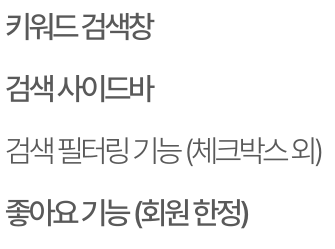 키워드 검색창
검색 사이드바
검색 필터링 기능 (체크박스 외)
좋아요 기능 (회원 한정)